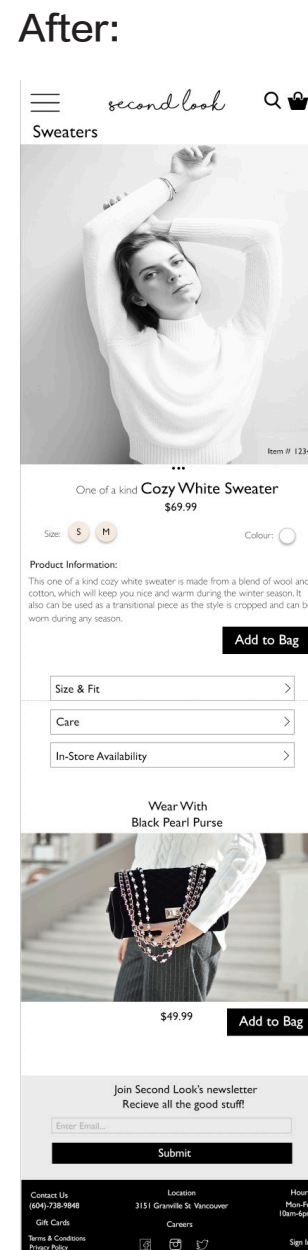 After:
second look
Sweaters
Item # 1234
One of a kind Cozy White Sweater
$69.99
Size: S M Colour:
Product Information:
This one of a kind cozy white sweater is made from a blend of wool and
cotton, which will keep you nice and warm during the winter season. It
also can be used as a transitional piece as the style is cropped and can be
worn during any season.
Add to Bag
Size & Fit
Care
In-Store Availability
Wear With
Black Pearl Purse
$49.99 Add to Bag
Join Second Look's newsletter
Recieve all the good stuff!
Enter Email...
Submit
Contact Us Location
(604)-738-9848 3151 Granville St Vancouver
Gift Cards Careers
Terms & Conditions
Privacy Policy